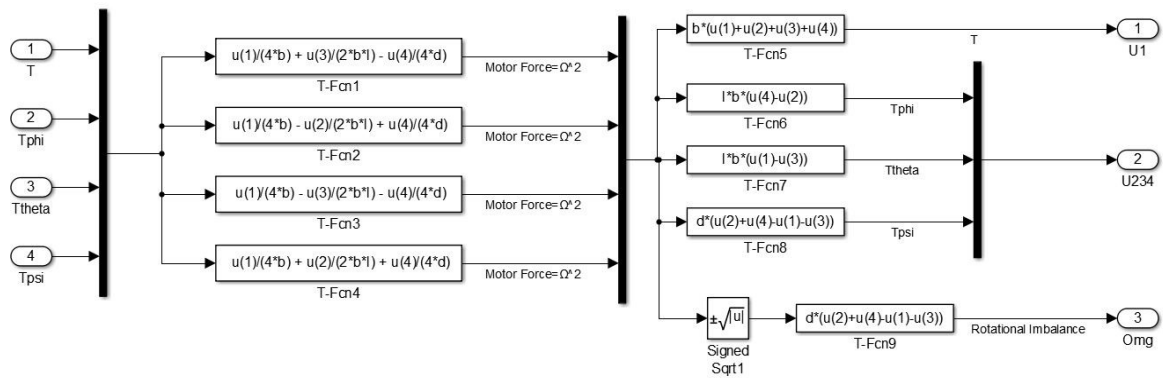 1
T
2
Tphi
3
Ttheta
4
Tpsi
u(1)/(4*b) + u(3)/(2*b*l) - u(4)/(4*d)
T-Fcn1
Motor Force=Ω^2
u(1)/(4*b) - u(2)/(2*b*l) + u(4)/(4*d)
T-Fcn2
Motor Force=Ω^2
u(1)/(4*b) - u(3)/(2*b*l) - u(4)/(4*d)
T-Fcn3
Motor Force=Ω^2
u(1)/(4*b) + u(2)/(2*b*l) + u(4)/(4*d)
T-Fcn4
Motor Force=Ω^2
b*(u(1)+u(2)+u(3)+u(4))
T-Fcn5
T
l*b*(u(4)-u(2))
T-Fcn6
Tphi
l*b*(u(1)-u(3))
T-Fcn7
Ttheta
d*(u(2)+u(4)-u(1)-u(3))
T-Fcn8
Tpsi
±√|u|
Signed
Sqrt1
d*(u(2)+u(4)-u(1)-u(3))
T-Fcn9
Rotational Imbalance
1
U1
2
U234
3
Omg